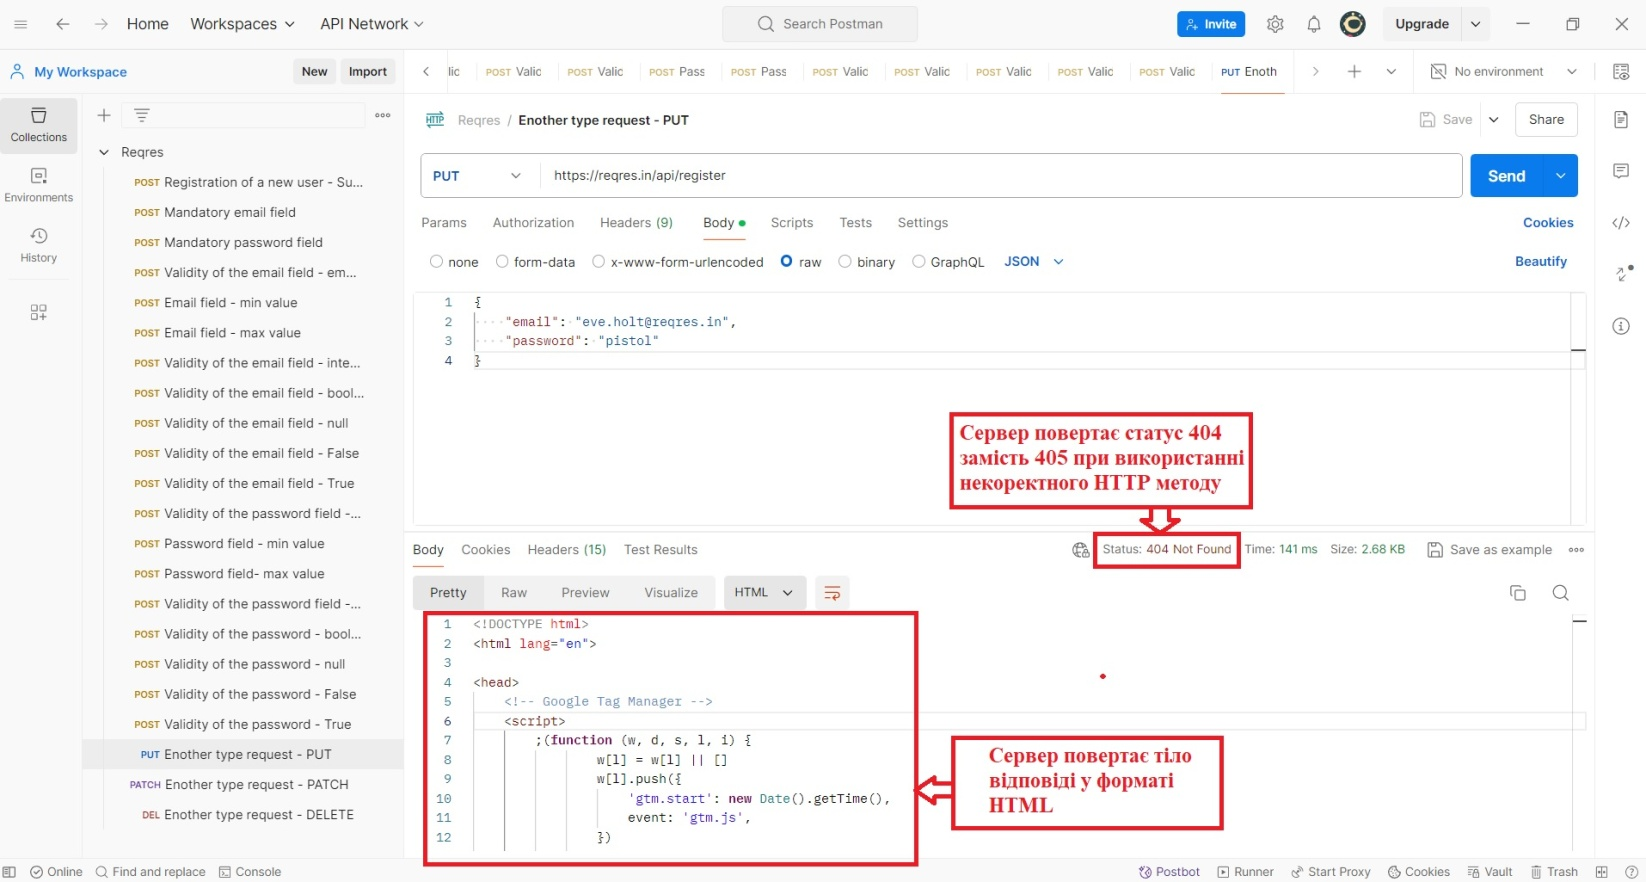 Home
Workspaces
API Network
Search Postman
Invite
Upgrade
My Workspace
New
Import
lic
POST Valic
POST Valic
POST Pass
POST Pass
POST Valic
POST Valic
POST Valic
POST Valic
POST Valic
PUT Enoth
No environment
Collections
Environments
History
Reqres
POST Registration of a new user - Su...
POST Mandatory email field
POST Mandatory password field
POST Validity of the email field - em...
POST Email field - min value
POST Email field - max value
POST Validity of the email field - inte...
POST Validity of the email field - bool...
POST Validity of the email field - null
POST Validity of the email field - False
POST Validity of the email field - True
POST Validity of the password field -...
POST Password field - min value
POST Password field- max value
POST Validity of the password field -...
POST Validity of the password - bool...
POST Validity of the password - null
POST Validity of the password - False
POST Validity of the password - True
PUT Enother type request - PUT
PATCH Enother type request - PATCH
DEL Enother type request - DELETE
HTTP Reqres / Enother type request - PUT
Save
Share
PUT
https://reqres.in/api/register
Send
Params
Authorization
Headers (9)
Body
Scripts
Tests
Settings
Cookies
none
form-data
x-www-form-urlencoded
raw
binary
GraphQL
JSON
Beautify
1 {
2 "email": "eve.holt@reqres.in",
3 "password": "pistol"
4 }
Сервер повертає статус 404
замість 405 при використанні
некоректного HTTP методу
Body
Cookies
Headers (15)
Test Results
Status: 404 Not Found
Time: 141 ms
Size: 2.68 KB
Save as example
Pretty
Raw
Preview
Visualize
HTML
1 <!DOCTYPE html>
2 <html lang="en">
3
4 <head>
5 <!-- Google Tag Manager -->
6 <script>
7 ;(function (w, d, s, l, i) {
8 w[l] = w[l] || []
9 w[l].push({
10 'gtm.start': new Date().getTime(),
11 event: 'gtm.js',
12 })
Сервер повертає тіло
відповіді у форматі
HTML
Online
Find and replace
Console
Postbot
Runner
Start Proxy
Cookies
Vault
Trash